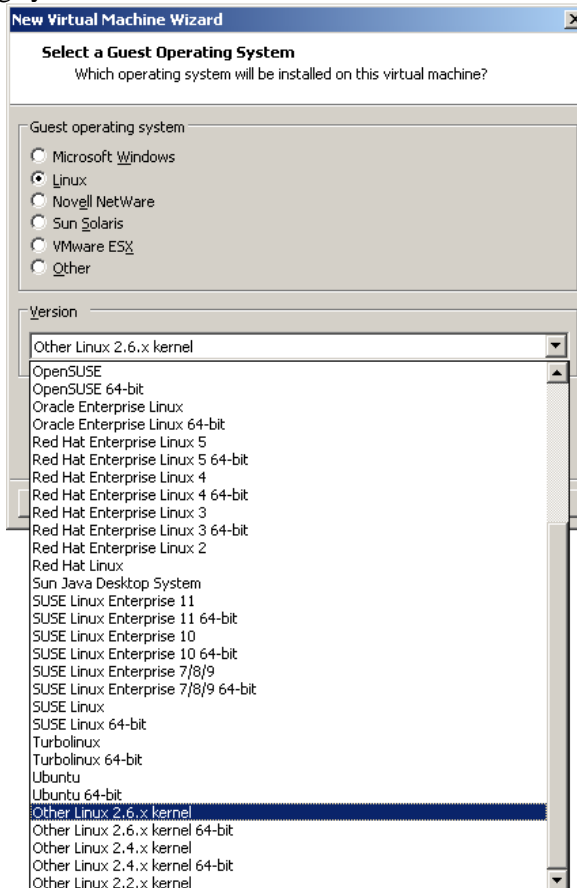 New Virtual Machine Wizard
Select a Guest Operating System
Which operating system will be installed on this virtual machine?
Guest operating system
Microsoft Windows
Linux
Novell NetWare
Sun Solaris
VMware ESX
Other
Version
Other Linux 2.6.x kernel
OpenSUSE
OpenSUSE 64-bit
Oracle Enterprise Linux
Oracle Enterprise Linux 64-bit
Red Hat Enterprise Linux 5
Red Hat Enterprise Linux 5 64-bit
Red Hat Enterprise Linux 4
Red Hat Enterprise Linux 4 64-bit
Red Hat Enterprise Linux 3
Red Hat Enterprise Linux 3 64-bit
Red Hat Enterprise Linux 2
Red Hat Linux
Sun Java Desktop System
SUSE Linux Enterprise 11
SUSE Linux Enterprise 11 64-bit
SUSE Linux Enterprise 10
SUSE Linux Enterprise 10 64-bit
SUSE Linux Enterprise 7/8/9
SUSE Linux Enterprise 7/8/9 64-bit
SUSE Linux
SUSE Linux 64-bit
Turbolinux
Turbolinux 64-bit
Ubuntu
Ubuntu 64-bit
Other Linux 2.6.x kernel
Other Linux 2.6.x kernel 64-bit
Other Linux 2.4.x kernel
Other Linux 2.4.x kernel 64-bit
Other Linux 2.2.x kernel